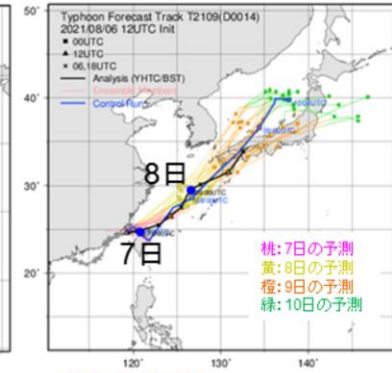 Typhoon Forecast Track T2109(D0014)
2021/08/06 12UTC Init
■ 00UTC
▲ 12UTC
× 06,18UTC
Analysis (YHTC/BST)
Ensemble Members
Control Run
50°
40°
30°
20°
8日
7日
桃: 7日の予測
黄: 8日の予測
橙: 9日の予測
緑: 10日の予測
120° 130° 140°